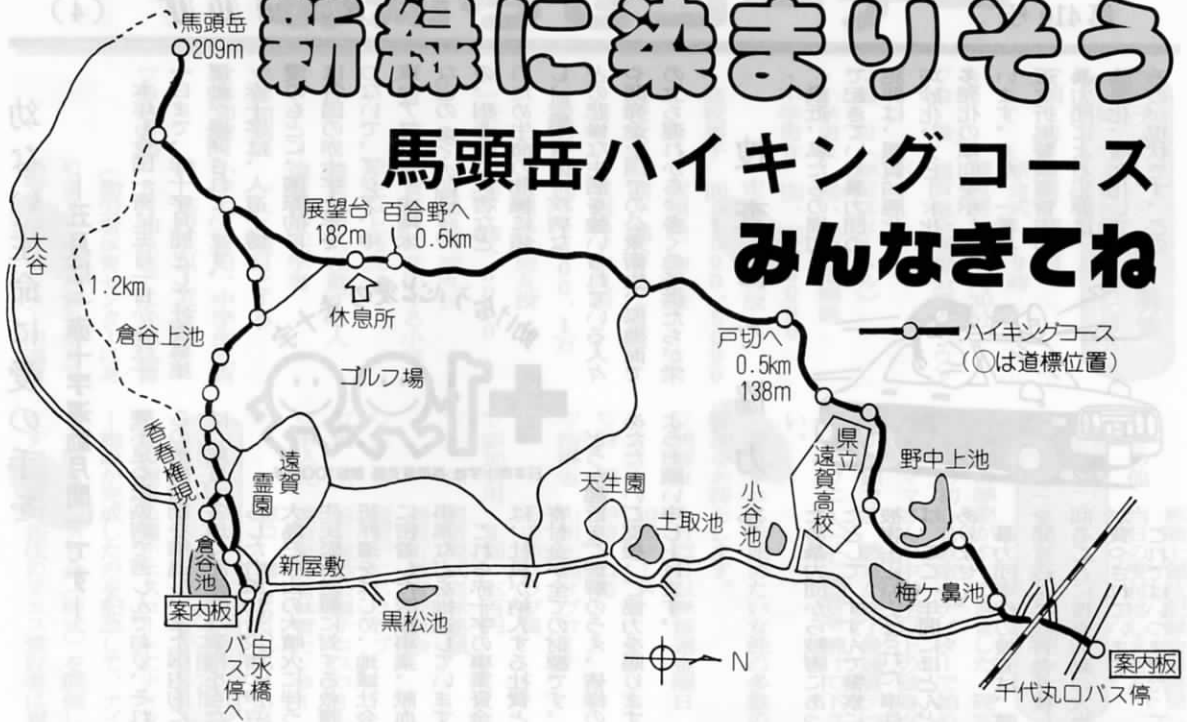 新緑に染まりそう
馬頭岳ハイキングコース
みんなきてね
馬頭岳
209m
展望台
182m
百合野へ
0.5km
休息所
大谷
1.2km
倉谷上池
ゴルフ場
戸切へ
0.5km
138m
ハイキングコース
(○は道標位置)
香春権現
遠賀
霊園
天生園
土取池
小谷池
県立
遠賀高校
野中上池
倉谷池
新屋敷
案内板
黒松池
梅ケ鼻池
白水橋
バス停へ
N
案内板
千代丸口バス停